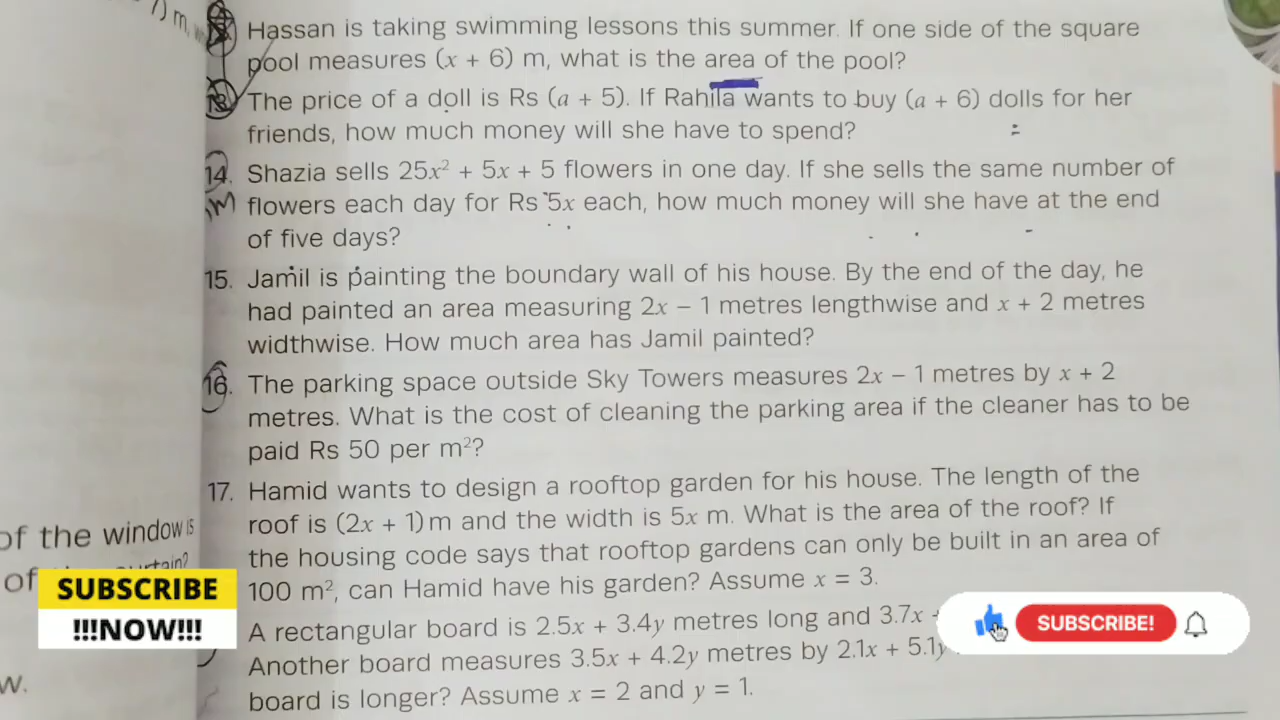 7) m,
Hassan is taking swimming lessons this summer. If one side of the square
pool measures (x + 6) m, what is the area of the pool?
13. The price of a doll is Rs (a + 5). If Rahila wants to buy (a + 6) dolls for her
friends, how much money will she have to spend?
14. Shazia sells 25x² + 5x + 5 flowers in one day. If she sells the same number of
flowers each day for Rs 5x each, how much money will she have at the end
of five days?
15. Jamil is painting the boundary wall of his house. By the end of the day, he
had painted an area measuring 2x − 1 metres lengthwise and x + 2 metres
widthwise. How much area has Jamil painted?
16. The parking space outside Sky Towers measures 2x − 1 metres by x + 2
metres. What is the cost of cleaning the parking area if the cleaner has to be
paid Rs 50 per m²?
17. Hamid wants to design a rooftop garden for his house. The length of the
roof is (2x + 1) m and the width is 5x m. What is the area of the roof? If
the housing code says that rooftop gardens can only be built in an area of
100 m², can Hamid have his garden? Assume x = 3.
A rectangular board is 2.5x + 3.4y metres long and 3.7x
Another board measures 3.5x + 4.2y metres by 2.1x + 5.1y
board is longer? Assume x = 2 and y = 1.
of the window is
of
w.
SUBSCRIBE
!!!NOW!!!
SUBSCRIBE!